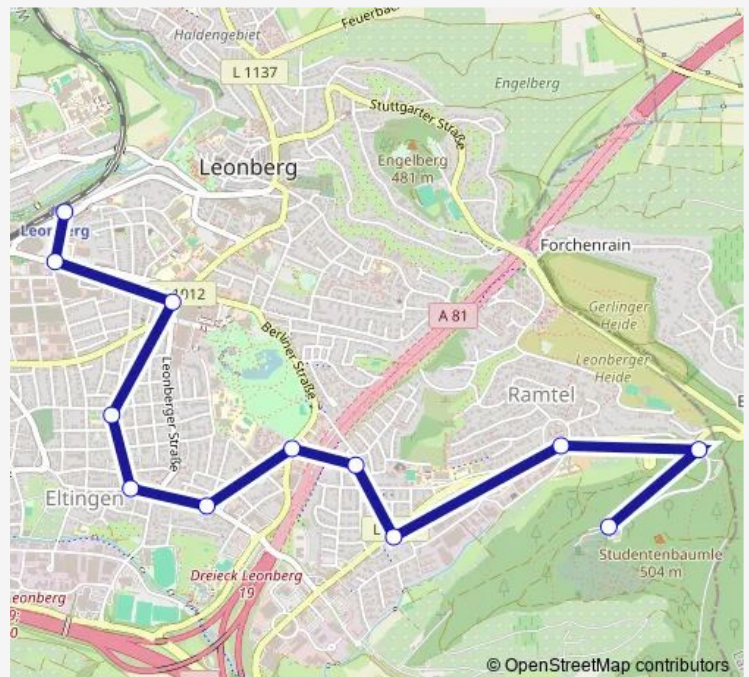 Feuerbac
Haldengebiet
L 1137
Engelberg
Stuttgarter Straße
Leonberg
Engelberg
481 m
Forchenrain
1012
Gerlinger
Heide
A 81
Berliner Straße
Leonberger
Heide
Leonberger Straße
Ramtel
Eltingen
L
Dreieck Leonberg
19
eonberg
Studentenbäumle
504 m
© OpenStreetMap contributors